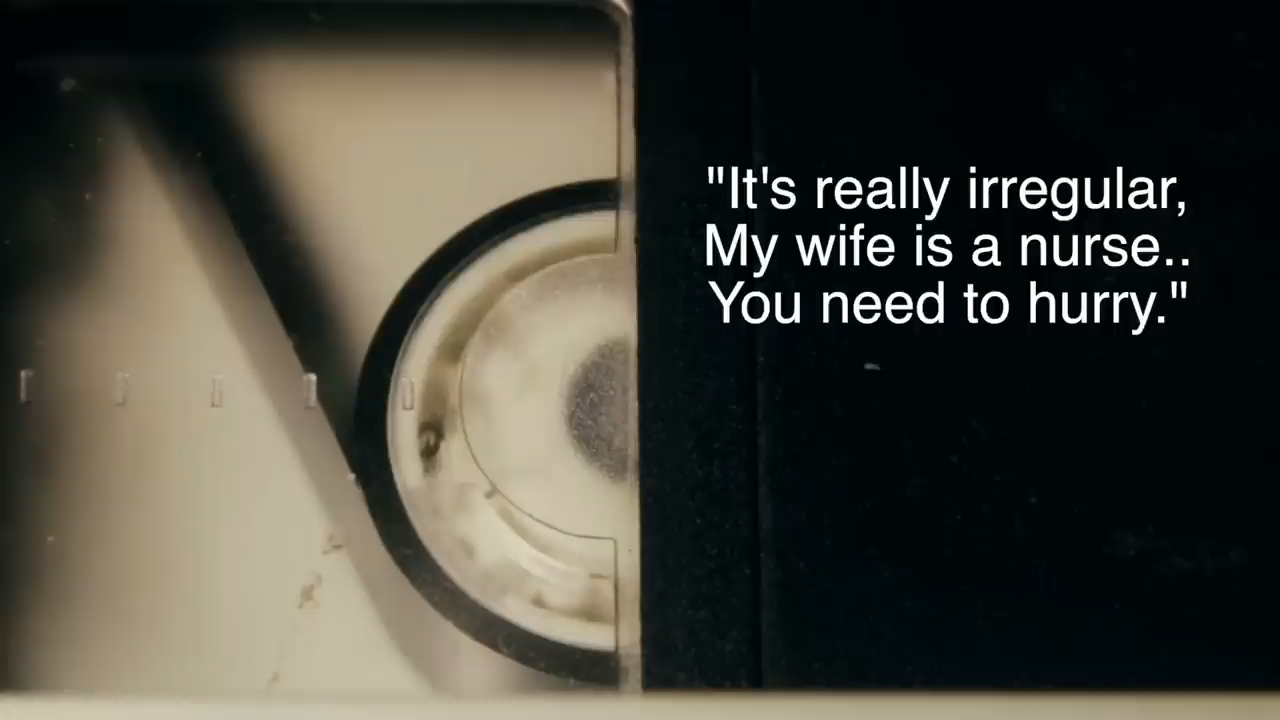 "It's really irregular,
My wife is a nurse..
You need to hurry."